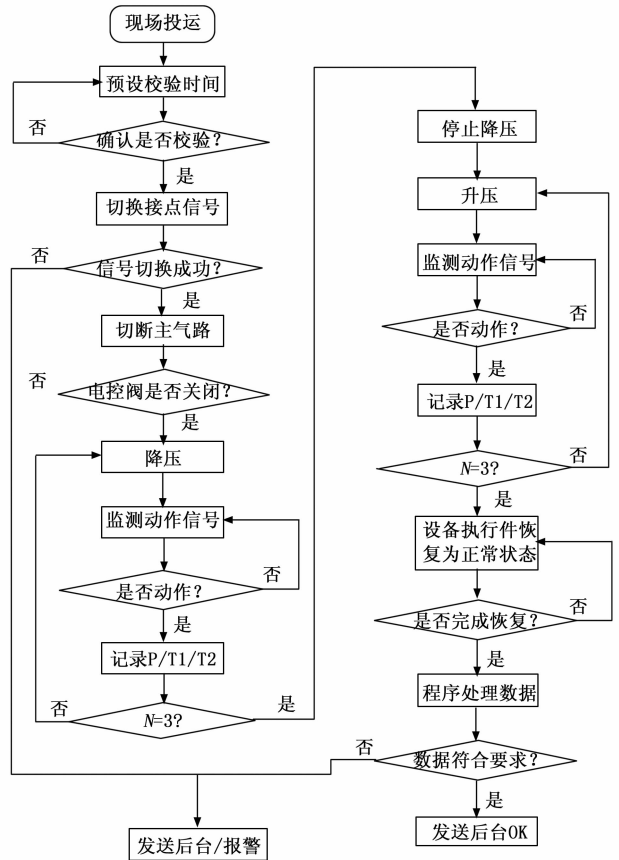 现场投运
预设校验时间
否
确认是否校验？
是
切换接点信号
否
信号切换成功？
是
切断主气路
否
电控阀是否关闭？
是
降压
监测动作信号
否
是否动作？
是
记录P/T1/T2
否
N=3?
是
发送后台/报警
停止降压
升压
监测动作信号
否
是否动作？
是
记录P/T1/T2
否
N=3?
是
设备执行件恢
复为正常状态
否
是否完成恢复？
是
程序处理数据
否
数据符合要求？
是
发送后台OK